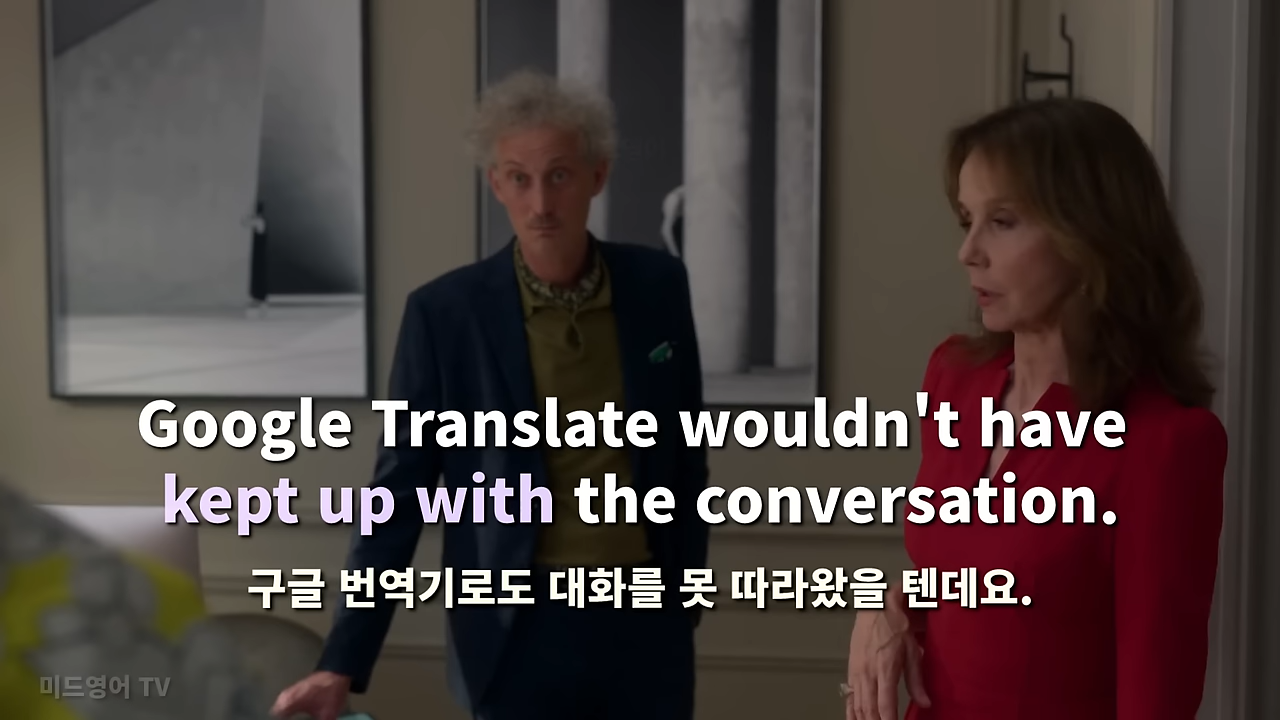 Google Translate wouldn't have
kept up with the conversation.
구글 번역기로도 대화를 못 따라왔을 텐데요.
미드영어 TV